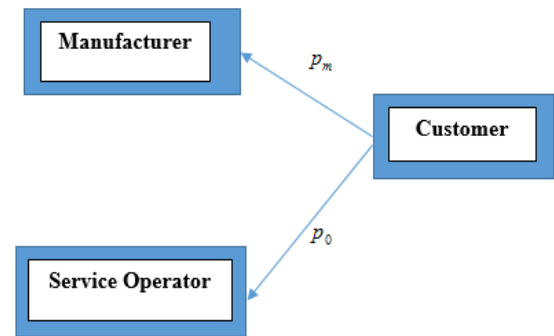 Manufacturer
p_m
Customer
p_0
Service Operator